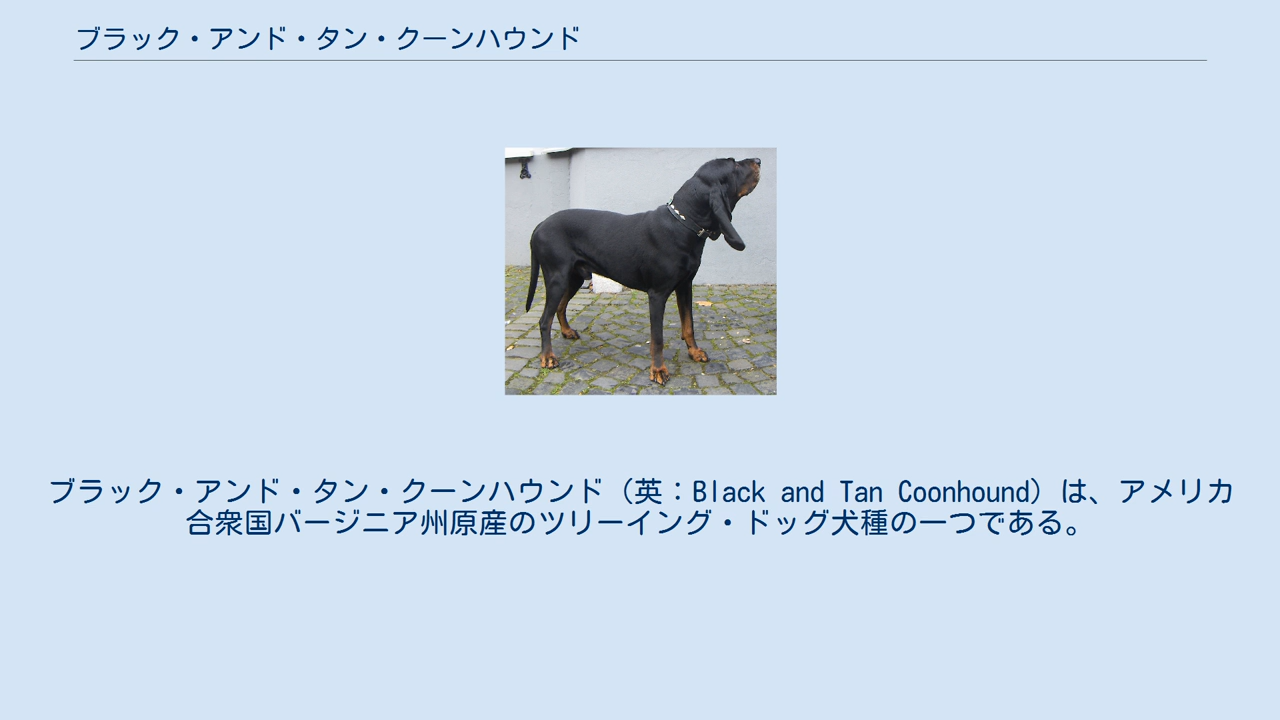 ブラック・アンド・タン・クーンハウンド
ブラック・アンド・タン・クーンハウンド（英：Black and Tan Coonhound）は、アメリカ
合衆国バージニア州原産のツリーイング・ドッグ犬種の一つである。